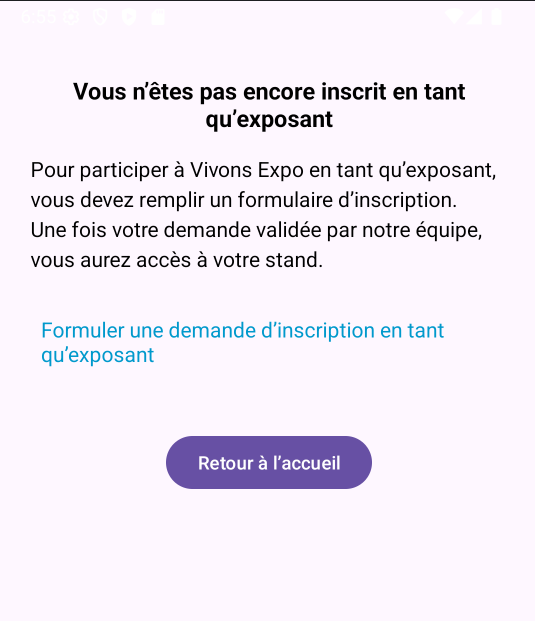 6:55
Vous n’êtes pas encore inscrit en tant
qu’exposant
Pour participer à Vivons Expo en tant qu’exposant,
vous devez remplir un formulaire d’inscription.
Une fois votre demande validée par notre équipe,
vous aurez accès à votre stand.
Formuler une demande d’inscription en tant
qu’exposant
Retour à l’accueil